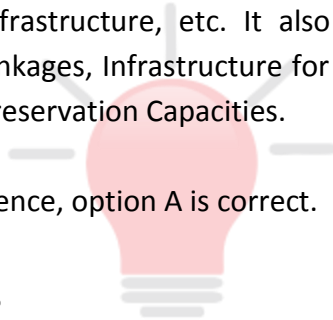 frastructure, etc. It also
nkages, Infrastructure for
reservation Capacities.
ence, option A is correct.